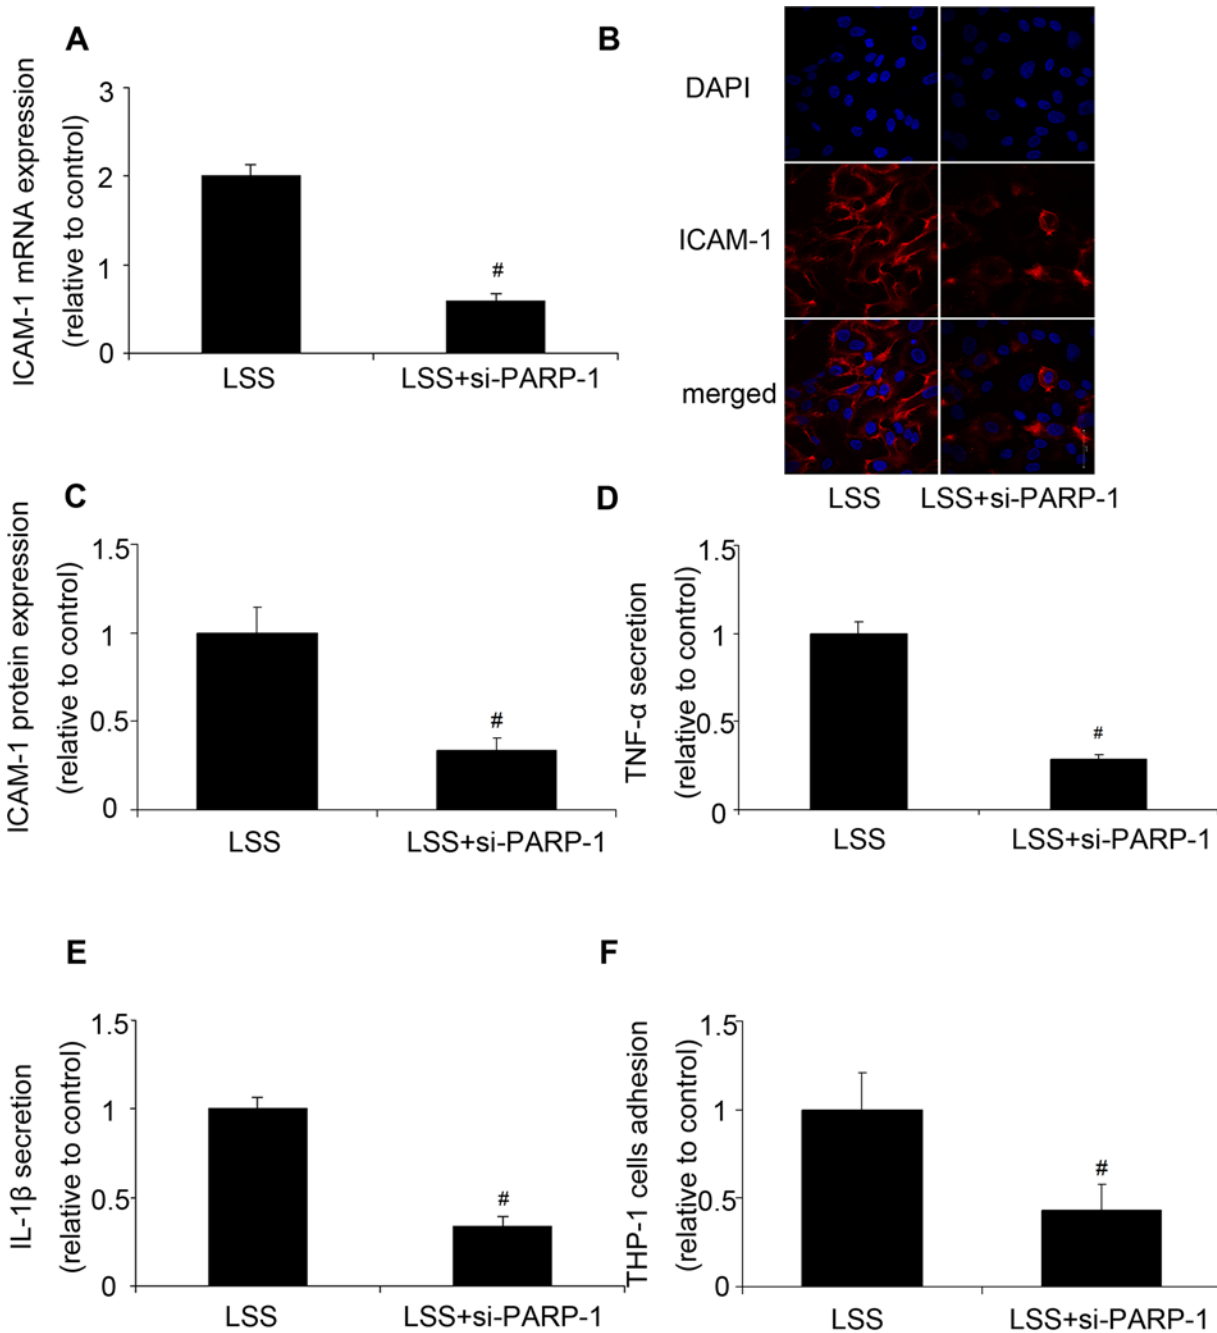 A
ICAM-1 mRNA expression
(relative to control)
3
2
1
0
#
LSS
LSS+si-PARP-1
B
DAPI
ICAM-1
merged
LSS
LSS+si-PARP-1
C
ICAM-1 protein expression
(relative to control)
1.5
1
0.5
0
#
LSS
LSS+si-PARP-1
D
TNF-α secretion
(relative to control)
1.5
1
0.5
0
#
LSS
LSS+si-PARP-1
E
IL-1β secretion
(relative to control)
1.5
1
0.5
0
#
LSS
LSS+si-PARP-1
F
THP-1 cells adhesion
(relative to control)
1.5
1
0.5
0
#
LSS
LSS+si-PARP-1